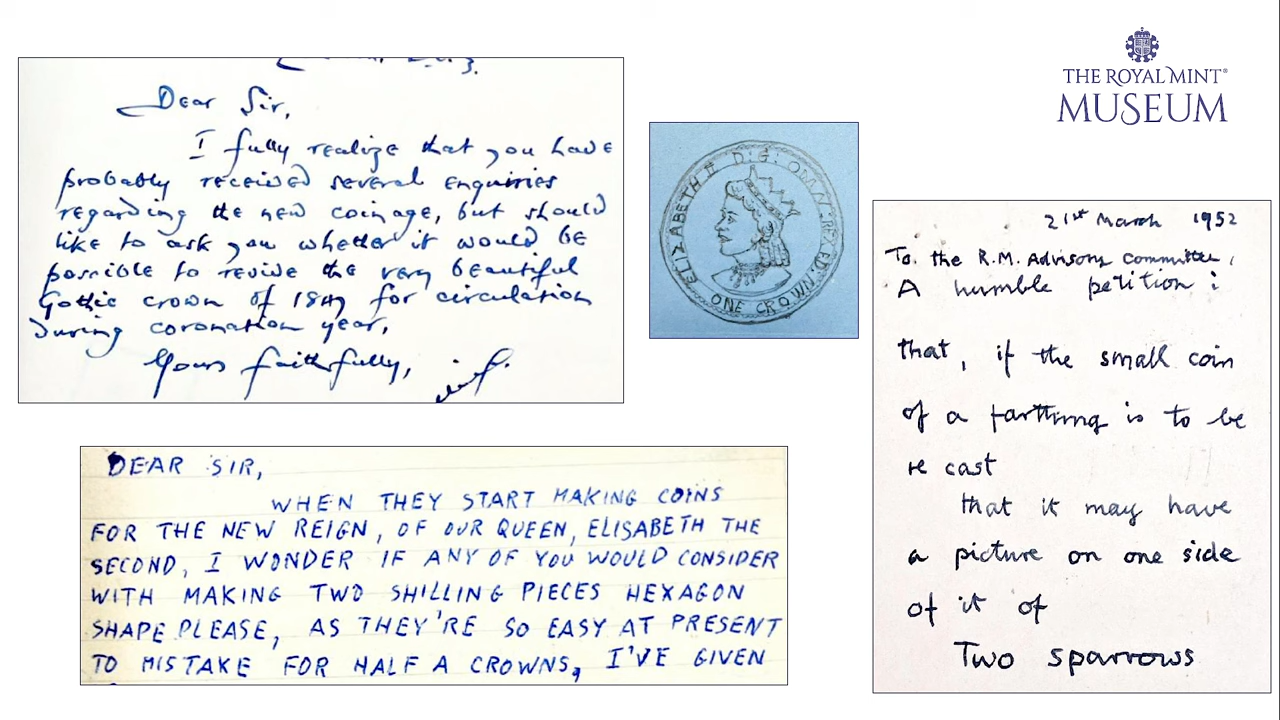 THE ROYAL MINT®
MUSEUM
Dear Sir,
I fully realize that you have
probably received several enquiries
regarding the new coinage, but should
like to ask you whether it would be
possible to revive the very beautiful
Gothic crown of 1847 for circulation
during coronation year.
Yours faithfully,
ELIZABETH II D:G: OMN: REX
ONE CROWN
21st March 1952
To the R.M. Advisory Committee,
A humble petition:
that, if the small coin
of a farthing is to be
re cast
that it may have
a picture on one side
of it of
Two sparrows
DEAR SIR,
WHEN THEY START MAKING COINS
FOR THE NEW REIGN, OF OUR QUEEN, ELISABETH THE
SECOND, I WONDER IF ANY OF YOU WOULD CONSIDER
WITH MAKING TWO SHILLING PIECES HEXAGON
SHAPE PLEASE, AS THEY'RE SO EASY AT PRESENT
TO MISTAKE FOR HALF A CROWNS, I'VE GIVEN